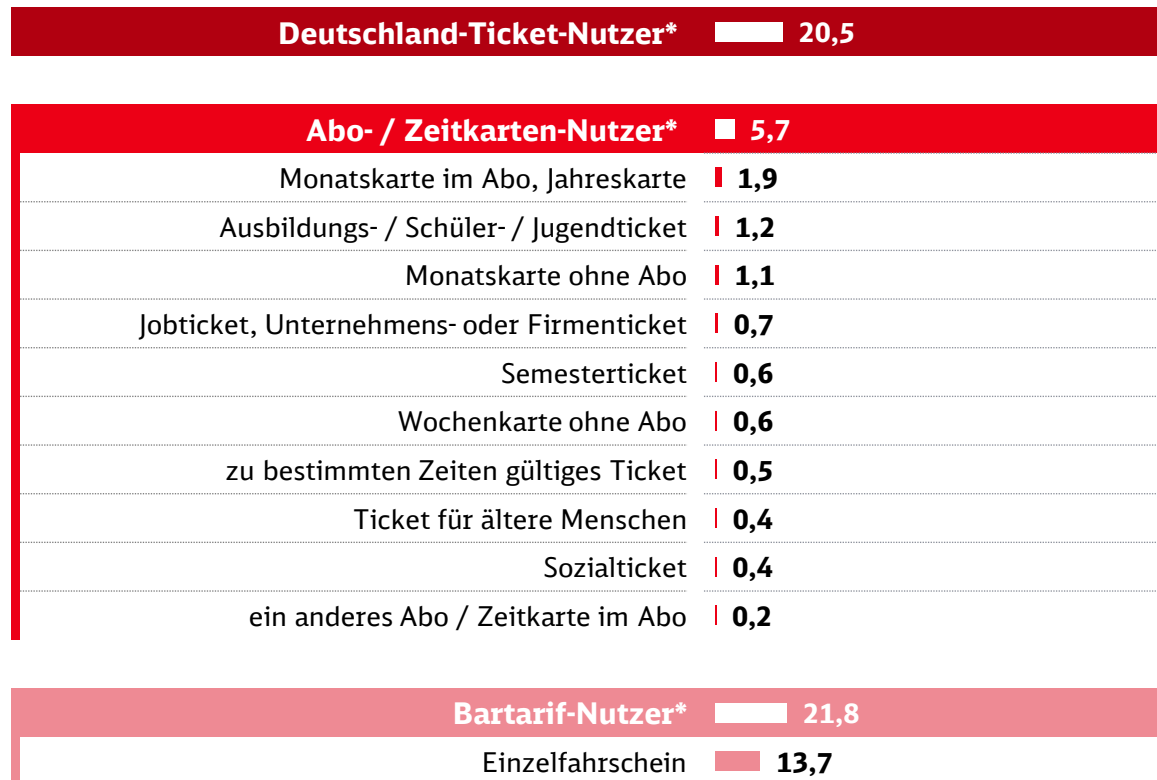 Deutschland-Ticket-Nutzer* 20,5
Abo- / Zeitkarten-Nutzer* 5,7
Monatskarte im Abo, Jahreskarte 1,9
Ausbildungs- / Schüler- / Jugendticket 1,2
Monatskarte ohne Abo 1,1
Jobticket, Unternehmens- oder Firmenticket 0,7
Semesterticket 0,6
Wochenkarte ohne Abo 0,6
zu bestimmten Zeiten gültiges Ticket 0,5
Ticket für ältere Menschen 0,4
Sozialticket 0,4
ein anderes Abo / Zeitkarte im Abo 0,2
Bartarif-Nutzer* 21,8
Einzelfahrschein 13,7